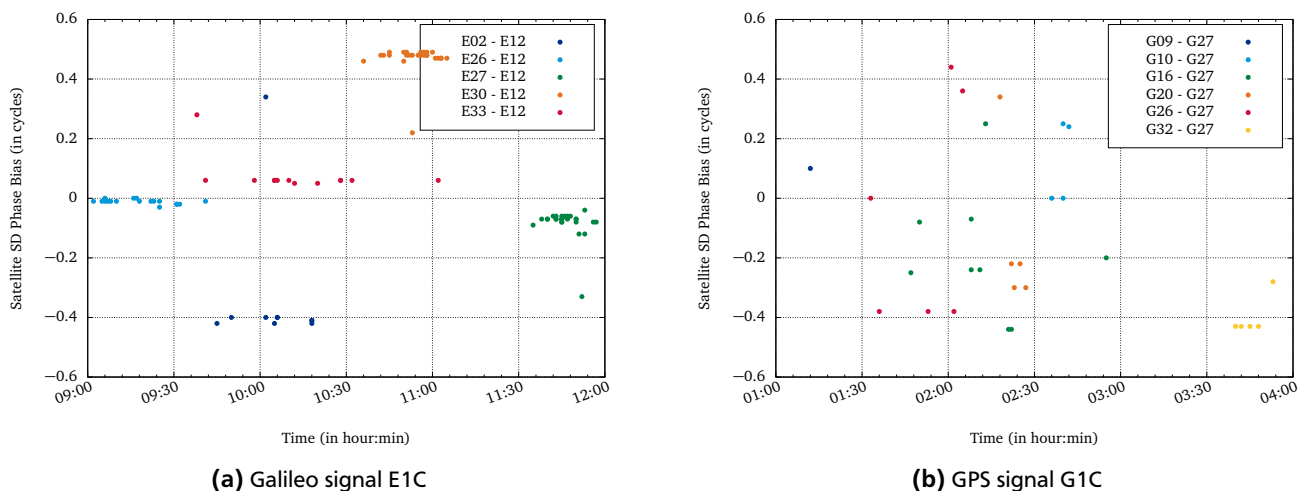 0.6
0.4
0.2
0
−0.2
−0.4
−0.6
Satellite SD Phase Bias (in cycles)
09:00
09:30
10:00
10:30
11:00
11:30
12:00
Time (in hour:min)
E02 - E12
E26 - E12
E27 - E12
E30 - E12
E33 - E12
(a) Galileo signal E1C
0.6
0.4
0.2
0
−0.2
−0.4
−0.6
Satellite SD Phase Bias (in cycles)
01:00
01:30
02:00
02:30
03:00
03:30
04:00
Time (in hour:min)
G09 - G27
G10 - G27
G16 - G27
G20 - G27
G26 - G27
G32 - G27
(b) GPS signal G1C